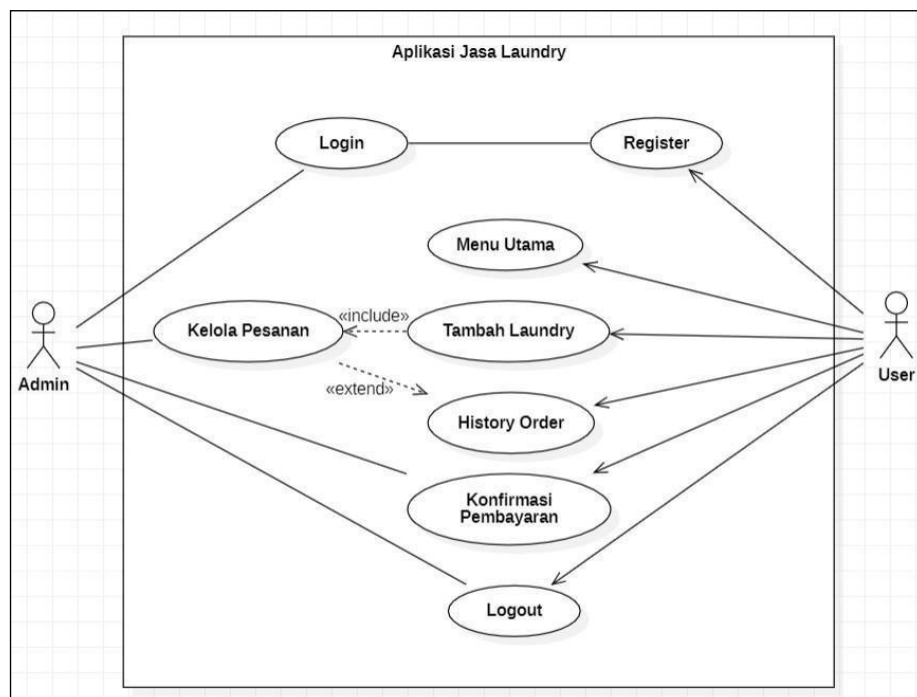 Aplikasi Jasa Laundry
Login
Register
Menu Utama
«include»
Kelola Pesanan
Tambah Laundry
Admin
User
«extend»
History Order
Konfirmasi
Pembayaran
Logout